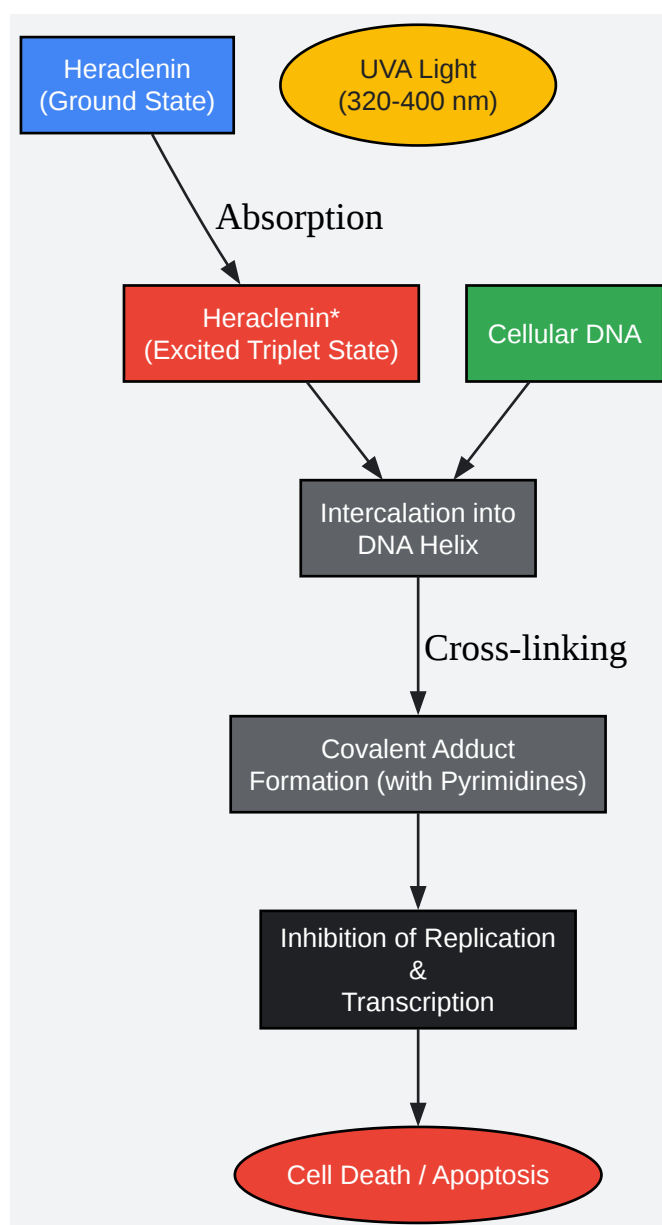 Heraclenin
(Ground State)
UVA Light
(320-400 nm)
Absorption
Heraclenin*
(Excited Triplet State)
Cellular DNA
Intercalation into
DNA Helix
Cross-linking
Covalent Adduct
Formation (with Pyrimidines)
Inhibition of Replication
&
Transcription
Cell Death / Apoptosis